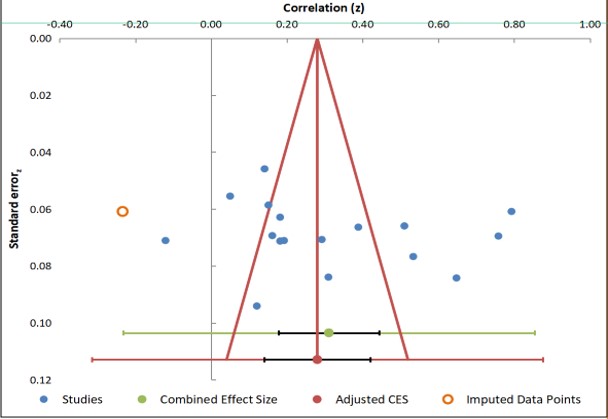 Correlation (z)
-0.40 -0.20 0.00 0.20 0.40 0.60 0.80 1.00
0.00
0.02
0.04
0.06
0.08
0.10
0.12
Standard error z
Studies Combined Effect Size Adjusted CES Imputed Data Points